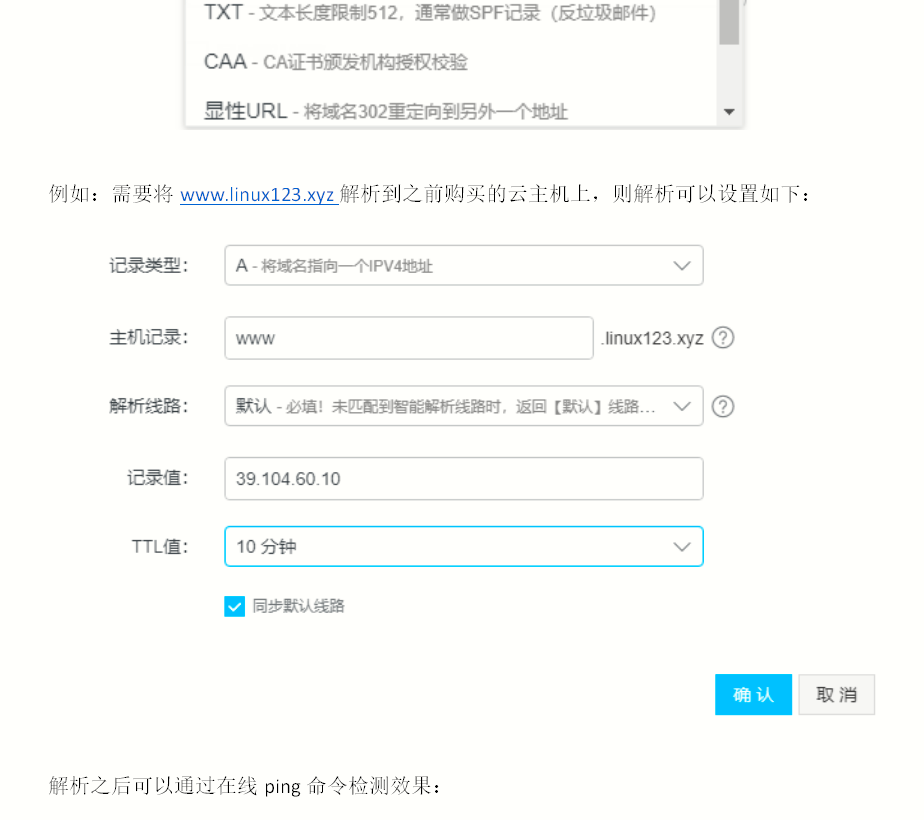 TXT - 文本长度限制512，通常做SPF记录（反垃圾邮件）
CAA - CA证书颁发机构授权校验
显性URL - 将域名302重定向到另外一个地址
例如：需要将 www.linux123.xyz 解析到之前购买的云主机上，则解析可以设置如下：
记录类型： A - 将域名指向一个IPV4地址
主机记录： www .linux123.xyz ?
解析线路： 默认 - 必填！未匹配到智能解析线路时，返回【默认】线路... ?
记录值： 39.104.60.10
TTL值： 10 分钟
同步默认线路
确 认 取 消
解析之后可以通过在线 ping 命令检测效果：